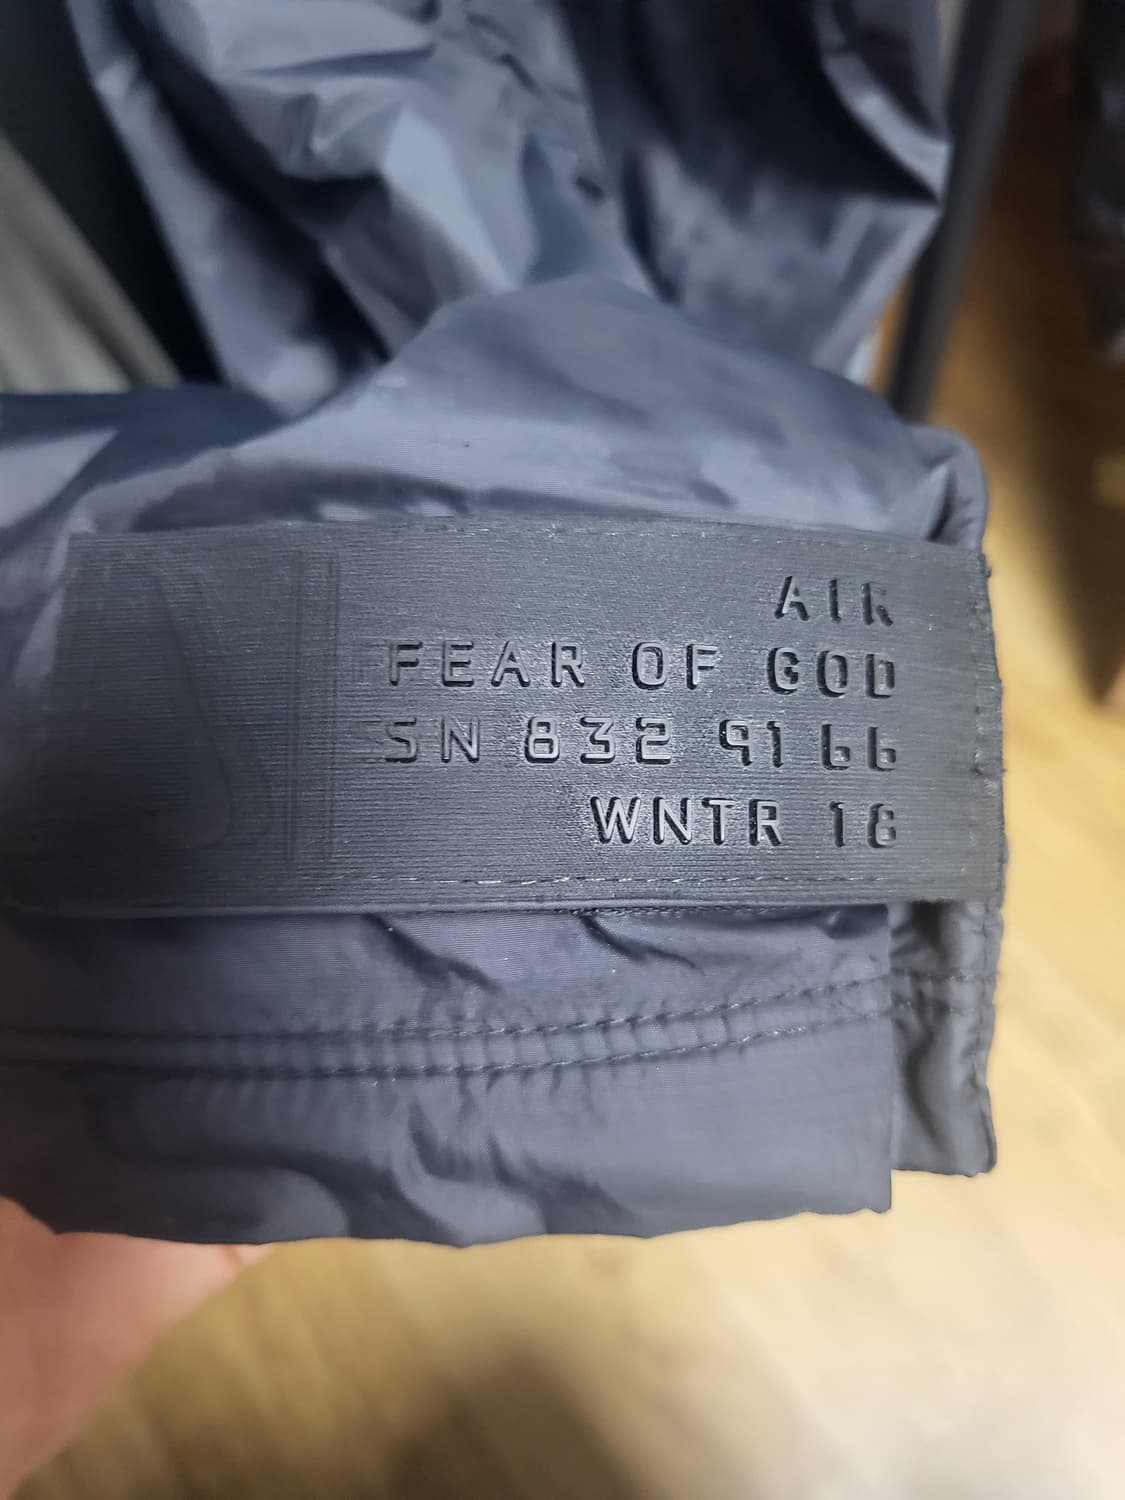 AIR
FEAR OF GOD
SN 832 9166
WNTR 18